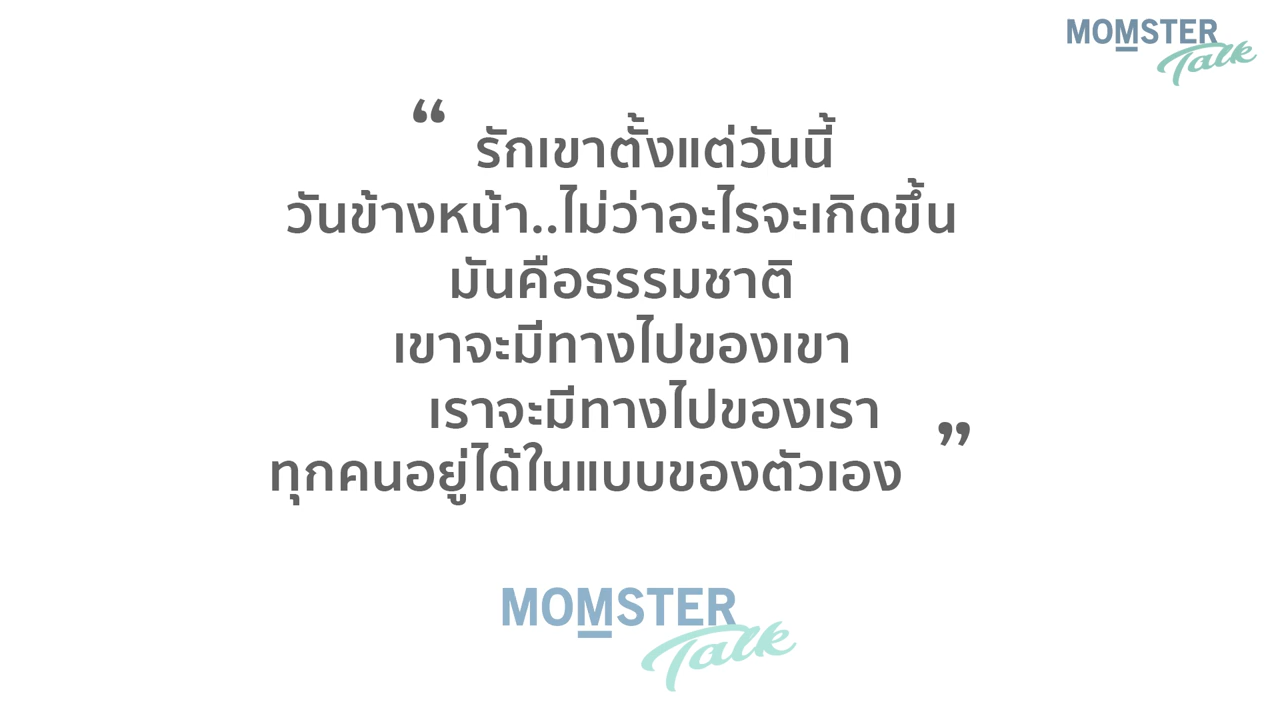 MOMSTER
Talk
“ รักเขาตั้งแต่วันนี้
วันข้างหน้า..ไม่ว่าอะไรจะเกิดขึ้น
มันคือธรรมชาติ
เขาจะมีทางไปของเขา
เราจะมีทางไปของเรา
ทุกคนอยู่ได้ในแบบของตัวเอง ”
MOMSTER
Talk